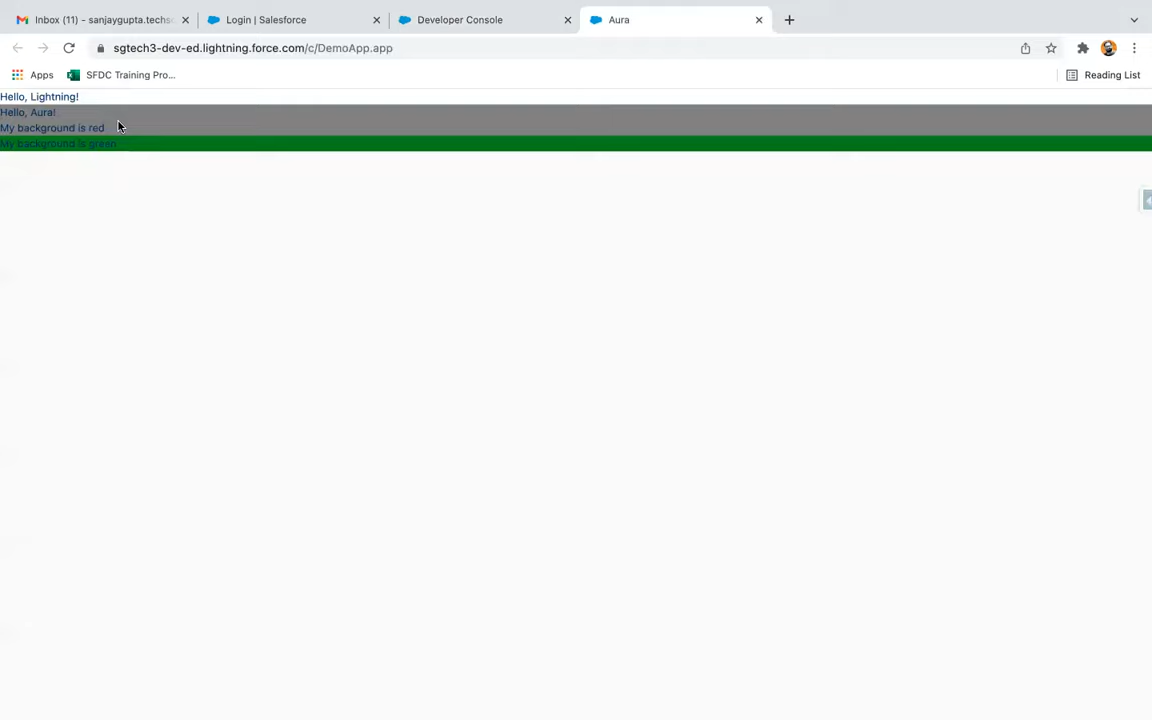 Inbox (11) - sanjaygupta.techsc
Login | Salesforce
Developer Console
Aura
sgtech3-dev-ed.lightning.force.com/c/DemoApp.app
Apps
SFDC Training Pro...
Reading List
Hello, Lightning!
Hello, Aura!
My background is red
My background is green